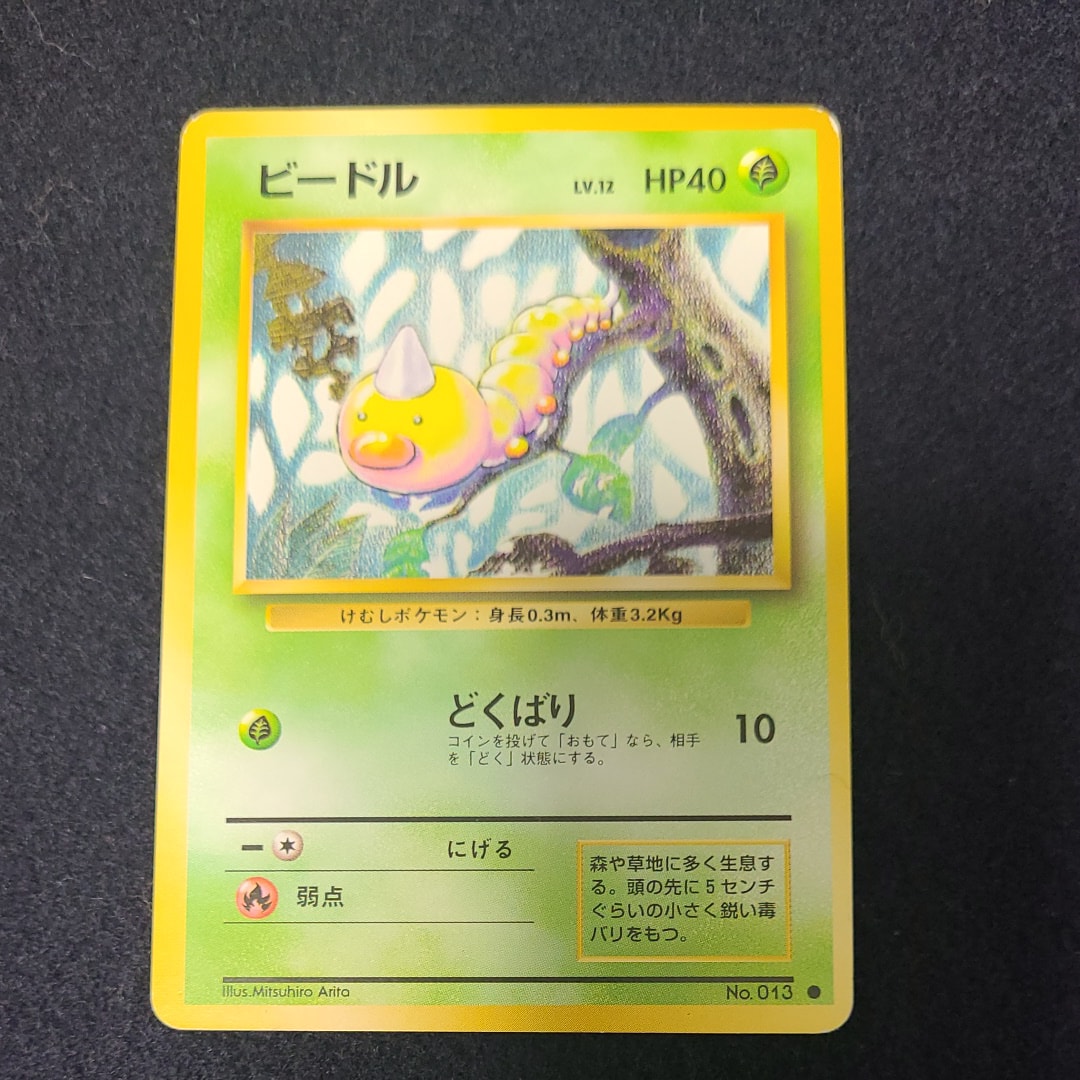 ビードル LV.12 HP40
けむしポケモン：身長0.3m、体重3.2Kg
どくばり 10
コインを投げて「おもて」なら、相手
を「どく」状態にする。
ー にげる
弱点
森や草地に多く生息す
る。頭の先に５センチ
ぐらいの小さく鋭い毒
バリをもつ。
Illus.Mitsuhiro Arita No. 013